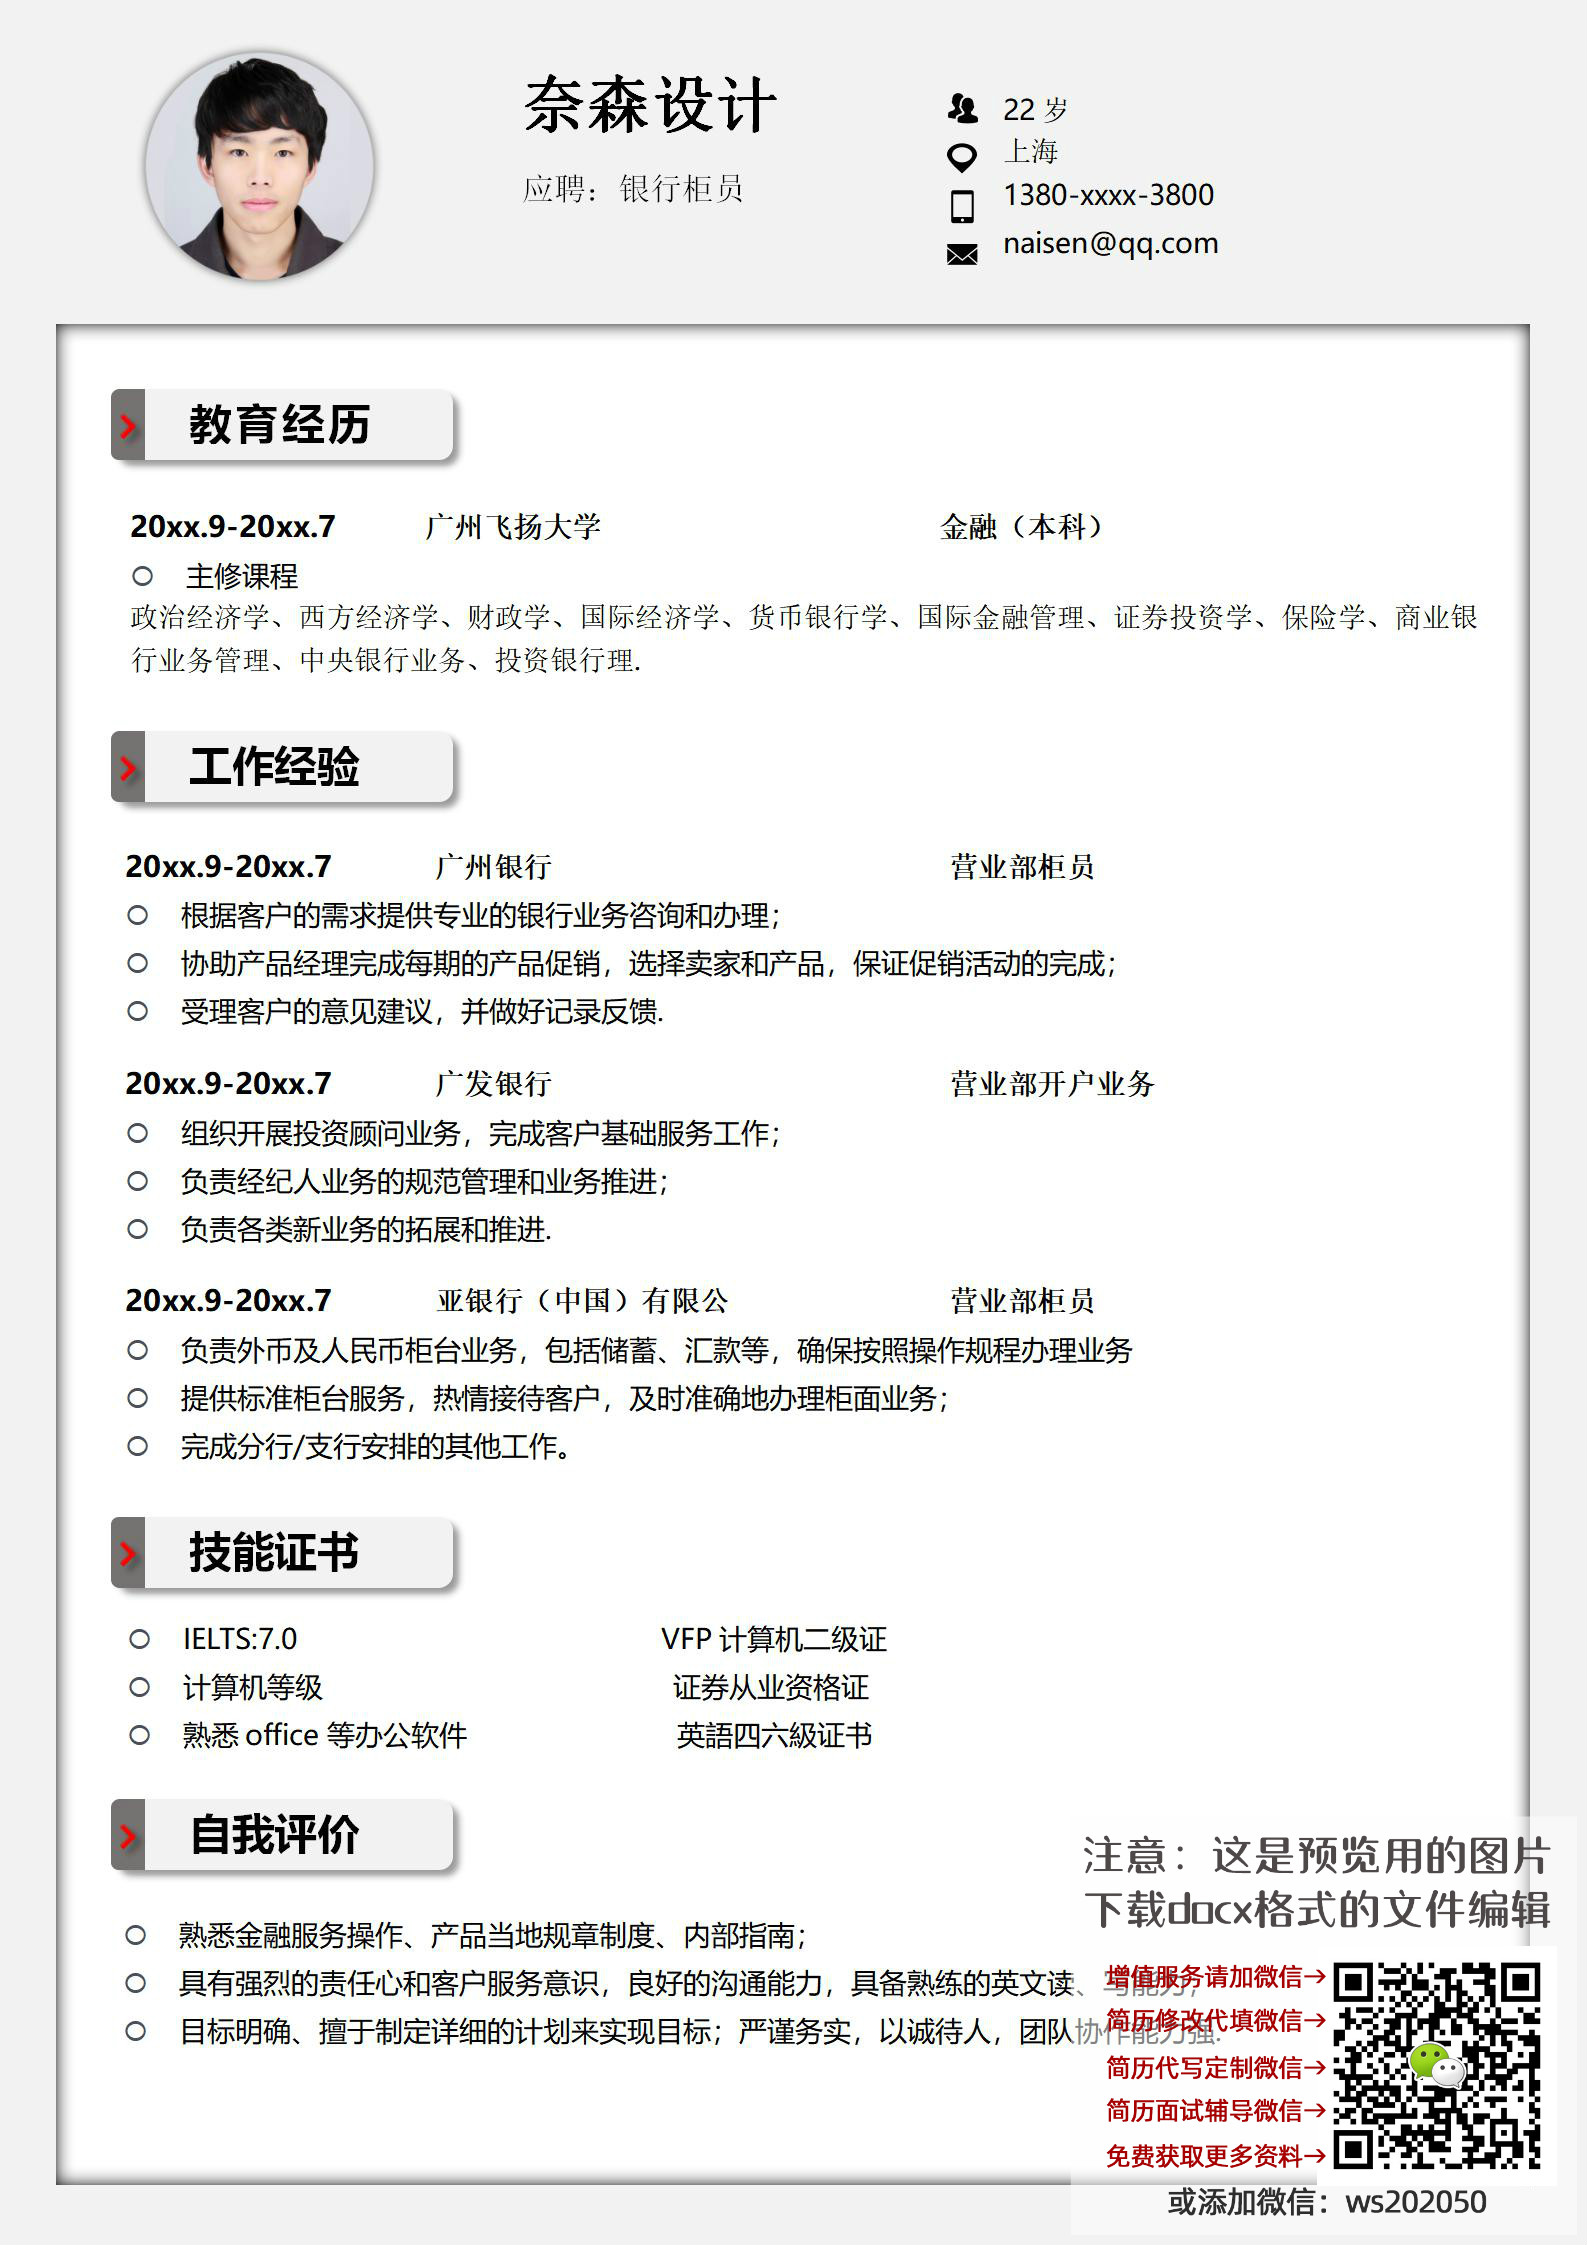 奈森设计
应聘：银行柜员
22 岁
上海
1380-xxxx-3800
naisen@qq.com
教育经历
20xx.9-20xx.7 广州飞扬大学 金融（本科）
主修课程
政治经济学、西方经济学、财政学、国际经济学、货币银行学、国际金融管理、证券投资学、保险学、商业银
行业务管理、中央银行业务、投资银行理.
工作经验
20xx.9-20xx.7 广州银行 营业部柜员
根据客户的需求提供专业的银行业务咨询和办理；
协助产品经理完成每期的产品促销，选择卖家和产品，保证促销活动的完成；
受理客户的意见建议，并做好记录反馈.
20xx.9-20xx.7 广发银行 营业部开户业务
组织开展投资顾问业务，完成客户基础服务工作；
负责经纪人业务的规范管理和业务推进；
负责各类新业务的拓展和推进.
20xx.9-20xx.7 亚银行（中国）有限公 营业部柜员
负责外币及人民币柜台业务，包括储蓄、汇款等，确保按照操作规程办理业务
提供标准柜台服务，热情接待客户，及时准确地办理柜面业务；
完成分行/支行安排的其他工作。
技能证书
IELTS:7.0 VFP 计算机二级证
计算机等级 证券从业资格证
熟悉 office 等办公软件 英語四六級证书
自我评价
熟悉金融服务操作、产品当地规章制度、内部指南；
具有强烈的责任心和客户服务意识，良好的沟通能力，具备熟练的英文读、写能力；
目标明确、擅于制定详细的计划来实现目标；严谨务实，以诚待人，团队协作能力强.
注意：这是预览用的图片
下载docx格式的文件编辑
增值服务请加微信→
简历修改代填微信→
简历代写定制微信→
简历面试辅导微信→
免费获取更多资料→
或添加微信：ws202050